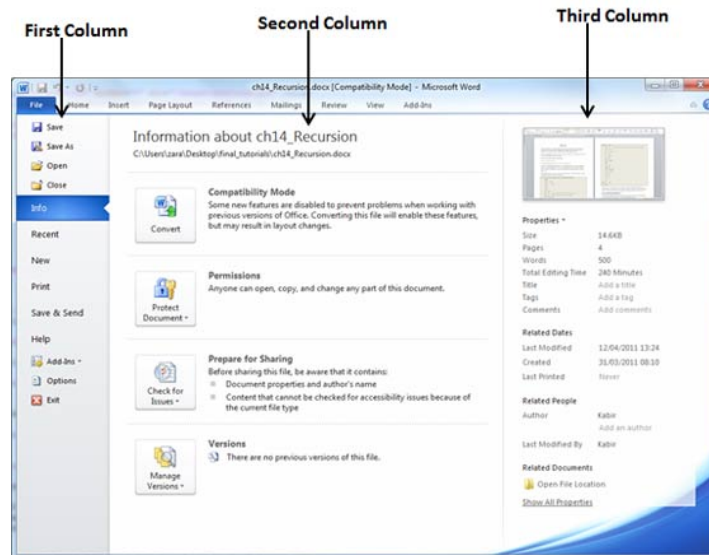 First Column
Second Column
Third Column
ch14_Recursion.docx [Compatibility Mode] - Microsoft Word
File Home Insert Page Layout References Mailings Review View Add-Ins
Save
Save As
Open
Close
Info
Recent
New
Print
Save & Send
Help
Add-Ins
Options
Exit
Information about ch14_Recursion
C:\Users\zara\Desktop\final_tutorials\ch14_Recursion.docx
Convert
Compatibility Mode
Some new features are disabled to prevent problems when working with
previous versions of Office. Converting this file will enable these features,
but may result in layout changes.
Protect
Document
Permissions
Anyone can open, copy, and change any part of this document.
Check for
Issues
Prepare for Sharing
Before sharing this file, be aware that it contains:
Document properties and author's name
Content that cannot be checked for accessibility issues because of
the current file type
Manage
Versions
Versions
There are no previous versions of this file.
Properties
Size 14.6KB
Pages 4
Words 500
Total Editing Time 240 Minutes
Title Add a title
Tags Add a tag
Comments Add comments
Related Dates
Last Modified 12/04/2011 13:24
Created 31/03/2011 08:10
Last Printed Never
Related People
Author Kabir
Add an author
Last Modified By Kabir
Related Documents
Open File Location
Show All Properties